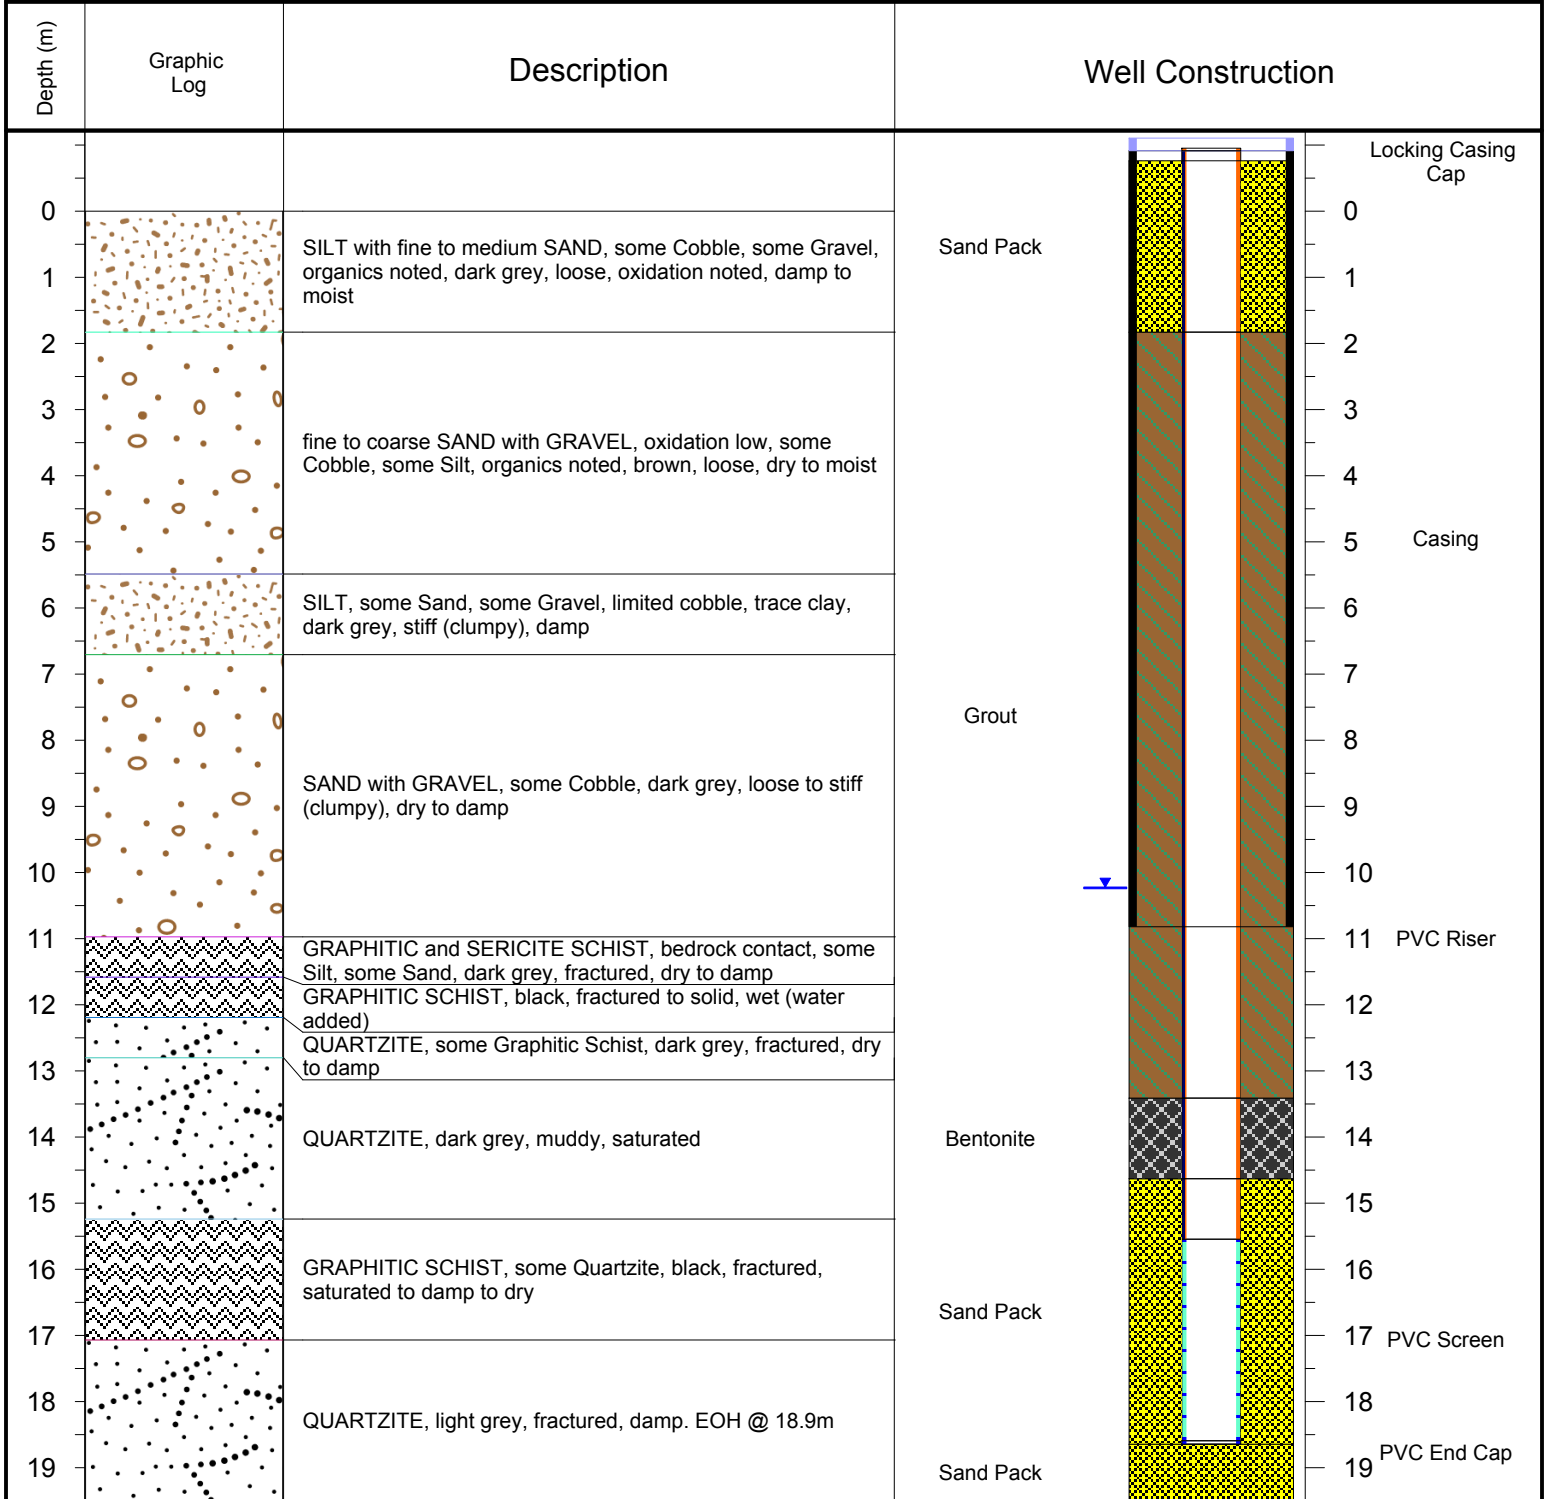 Depth (m)
Graphic
Log
Description
Well Construction
Locking Casing
Cap
0
1
2
3
4
5
6
7
8
9
10
11
12
13
14
15
16
17
18
19
SILT with fine to medium SAND, some Cobble, some Gravel,
organics noted, dark grey, loose, oxidation noted, damp to
moist
fine to coarse SAND with GRAVEL, oxidation low, some
Cobble, some Silt, organics noted, brown, loose, dry to moist
SILT, some Sand, some Gravel, limited cobble, trace clay,
dark grey, stiff (clumpy), damp
SAND with GRAVEL, some Cobble, dark grey, loose to stiff
(clumpy), dry to damp
GRAPHITIC and SERICITE SCHIST, bedrock contact, some
Silt, some Sand, dark grey, fractured, dry to damp
GRAPHITIC SCHIST, black, fractured to solid, wet (water
added)
QUARTZITE, some Graphitic Schist, dark grey, fractured, dry
to damp
QUARTZITE, dark grey, muddy, saturated
GRAPHITIC SCHIST, some Quartzite, black, fractured,
saturated to damp to dry
QUARTZITE, light grey, fractured, damp. EOH @ 18.9m
Sand Pack
Grout
Bentonite
Sand Pack
Sand Pack
0
1
2
3
4
5
6
7
8
9
10
11
12
13
14
15
16
17
18
19
Casing
PVC Riser
PVC Screen
PVC End Cap